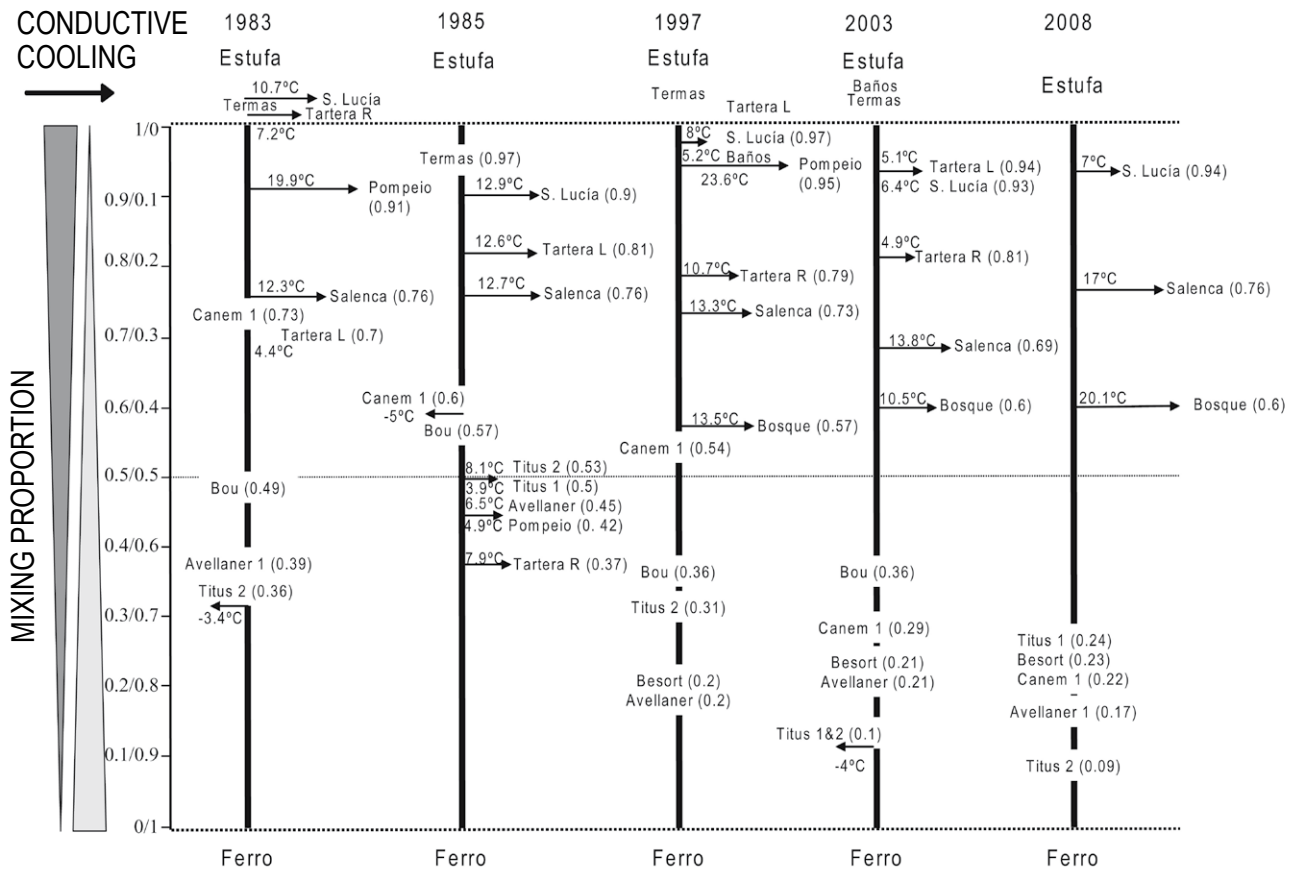 CONDUCTIVE
COOLING
MIXING PROPORTION
1/0
0.9/0.1
0.8/0.2
0.7/0.3
0.6/0.4
0.5/0.5
0.4/0.6
0.3/0.7
0.2/0.8
0.1/0.9
0/1
1983
Estufa
10.7ºC
S. Lucía
Termas
Tartera R
7.2ºC
19.9ºC
Pompeio
(0.91)
12.3ºC
Salenca (0.76)
Canem 1 (0.73)
Tartera L (0.7)
4.4ºC
Bou (0.49)
Avellaner 1 (0.39)
Titus 2 (0.36)
-3.4ºC
Ferro
1985
Estufa
Termas (0.97)
12.9ºC
S. Lucía (0.9)
12.6ºC
Tartera L (0.81)
12.7ºC
Salenca (0.76)
Canem 1 (0.6)
-5ºC
Bou (0.57)
8.1ºC Titus 2 (0.53)
3.9ºC Titus 1 (0.5)
6.5ºC Avellaner (0.45)
4.9ºC Pompeio (0. 42)
7.9ºC Tartera R (0.37)
Ferro
1997
Estufa
Termas
Tartera L
8ºC S. Lucía (0.97)
5.2ºC Baños
Pompeio
(0.95)
23.6ºC
10.7ºC
Tartera R (0.79)
13.3ºC
Salenca (0.73)
13.5ºC
Bosque (0.57)
Canem 1 (0.54)
Bou (0.36)
Titus 2 (0.31)
Besort (0.2)
Avellaner (0.2)
Ferro
2003
Estufa
Baños
Termas
5.1ºC
Tartera L (0.94)
6.4ºC S. Lucía (0.93)
4.9ºC
Tartera R (0.81)
13.8ºC
Salenca (0.69)
10.5ºC
Bosque (0.6)
Bou (0.36)
Canem 1 (0.29)
Besort (0.21)
Avellaner (0.21)
Titus 1&2 (0.1)
-4ºC
Ferro
2008
Estufa
7ºC
S. Lucía (0.94)
17ºC
Salenca (0.76)
20.1ºC
Bosque (0.6)
Titus 1 (0.24)
Besort (0.23)
Canem 1 (0.22)
Avellaner 1 (0.17)
Titus 2 (0.09)
Ferro